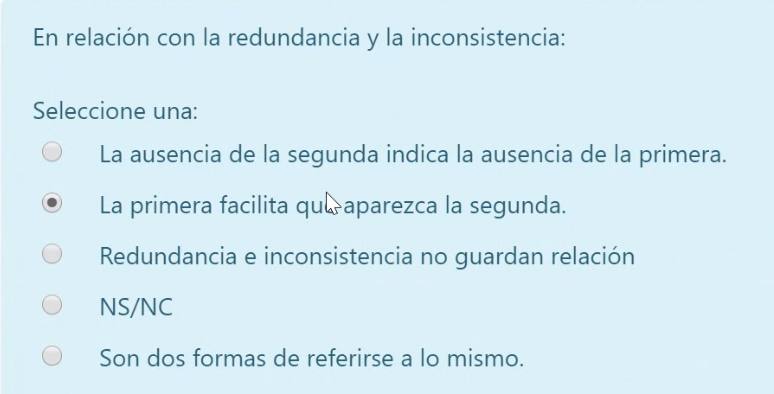 En relación con la redundancia y la inconsistencia:
Seleccione una:
La ausencia de la segunda indica la ausencia de la primera.
La primera facilita que aparezca la segunda.
Redundancia e inconsistencia no guardan relación
NS/NC
Son dos formas de referirse a lo mismo.